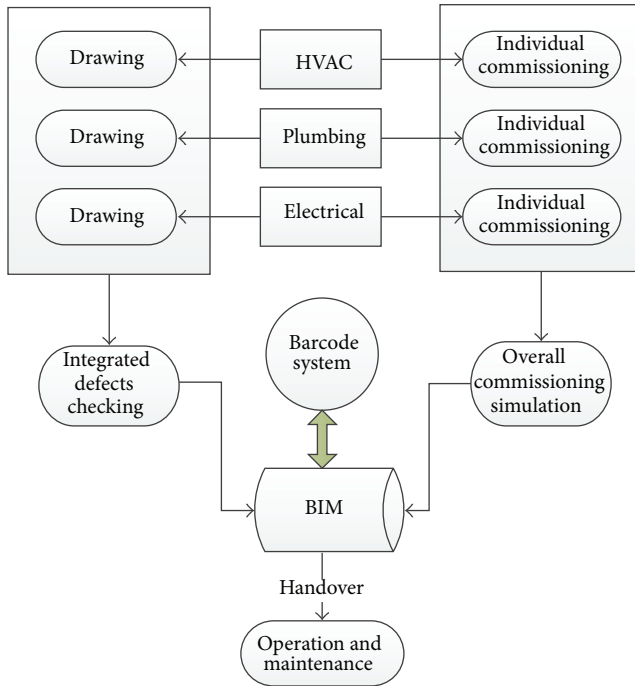 Drawing
HVAC
Individual
commissioning
Drawing
Plumbing
Individual
commissioning
Drawing
Electrical
Individual
commissioning
Integrated
defects
checking
Barcode
system
Overall
commissioning
simulation
BIM
Handover
Operation and
maintenance